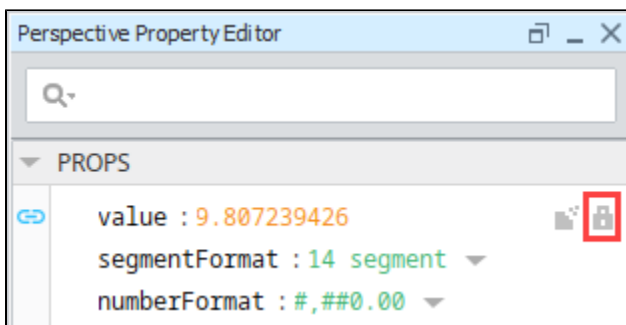 Perspective Property Editor
PROPS
value : 9.807239426
segmentFormat : 14 segment
numberFormat : #,##0.00